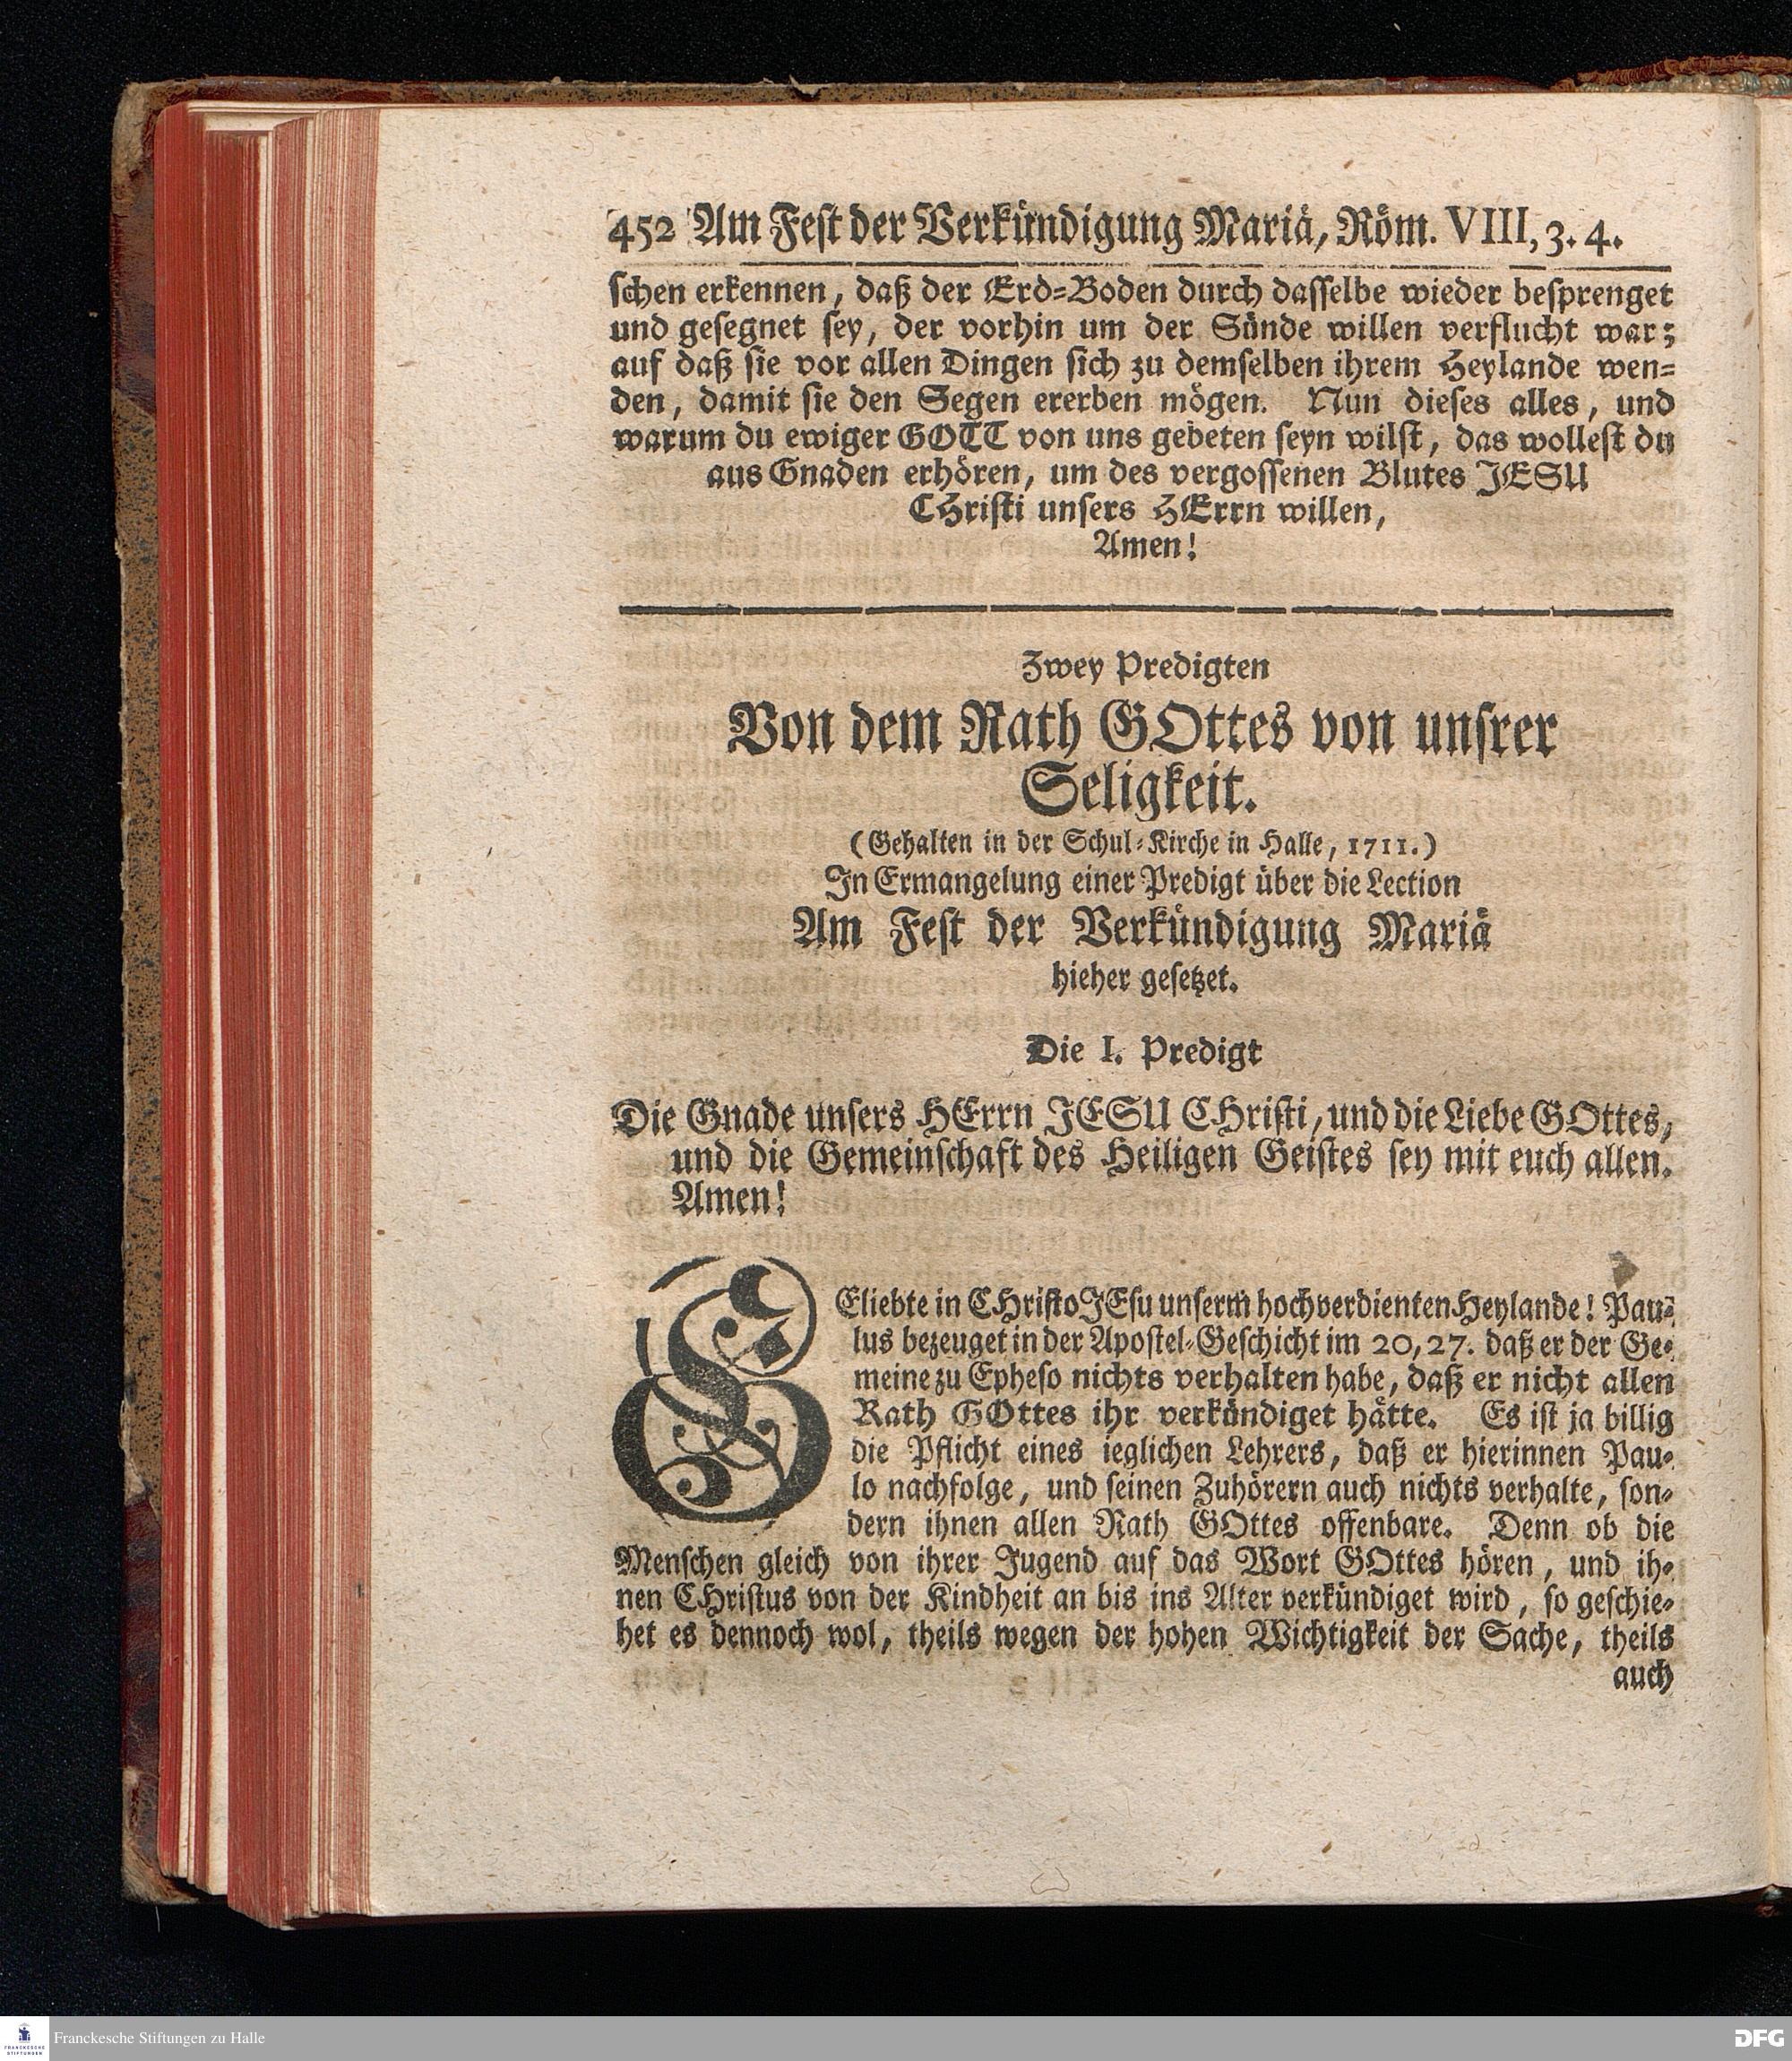 452 Am Fest der Verkündigung Mariä, Röm. VIII, 3. 4.
schen erkennen, daß der Erd-Boden durch dasselbe wieder besprenget
und gesegnet sey, der vorhin um der Sünde willen verflucht war;
auf daß sie vor allen Dingen sich zu demselben ihrem Heylande wen-
den, damit sie den Segen ererben mögen. Nun dieses alles, und
warum du ewiger GOTT von uns gebeten seyn wilst, das wollest du
aus Gnaden erhören, um des vergossenen Blutes JESU
CHristi unsers HErrn willen,
Amen!
Zwey Predigten
Von dem Rath GOttes von unsrer
Seligkeit.
(Gehalten in der Schul-Kirche in Halle, 1711.)
In Ermangelung einer Predigt über die Lection
Am Fest der Verkündigung Mariä
hieher gesetzet.
Die I. Predigt
Die Gnade unsers HErrn JESU CHristi, und die Liebe GOttes,
und die Gemeinschaft des Heiligen Geistes sey mit euch allen.
Amen!
GEliebte in CHristo JEsu unserm hochverdienten Heylande! Pau-
lus bezeuget in der Apostel-Geschicht im 20, 27. daß er der Ge-
meine zu Epheso nichts verhalten habe, daß er nicht allen
Rath GOttes ihr verkündiget hätte. Es ist ja billig
die Pflicht eines ieglichen Lehrers, daß er hierinnen Pau-
lo nachfolge, und seinen Zuhörern auch nichts verhalte, son-
dern ihnen allen Rath GOttes offenbare. Denn ob die
Menschen gleich von ihrer Jugend auf das Wort GOttes hören, und ih-
nen CHristus von der Kindheit an bis ins Alter verkündiget wird, so geschie-
het es dennoch wol, theils wegen der hohen Wichtigkeit der Sache, theils
auch
FRANCKESCHE
STIFTUNGEN
Franckesche Stiftungen zu Halle
DFG